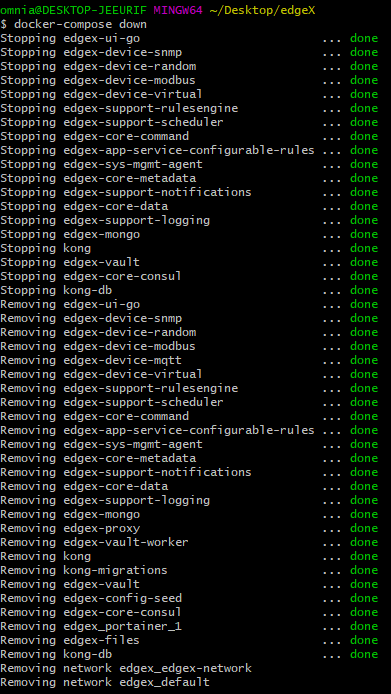 omnia@DESKTOP-JEEURIF MINGW64 ~/Desktop/edgeX
$ docker-compose down
Stopping edgex-ui-go ... done
Stopping edgex-device-snmp ... done
Stopping edgex-device-random ... done
Stopping edgex-device-modbus ... done
Stopping edgex-device-virtual ... done
Stopping edgex-support-rulesengine ... done
Stopping edgex-support-scheduler ... done
Stopping edgex-core-command ... done
Stopping edgex-app-service-configurable-rules ... done
Stopping edgex-sys-mgmt-agent ... done
Stopping edgex-core-metadata ... done
Stopping edgex-support-notifications ... done
Stopping edgex-core-data ... done
Stopping edgex-support-logging ... done
Stopping edgex-mongo ... done
Stopping kong ... done
Stopping edgex-vault ... done
Stopping edgex-core-consul ... done
Stopping kong-db ... done
Removing edgex-ui-go ... done
Removing edgex-device-snmp ... done
Removing edgex-device-random ... done
Removing edgex-device-modbus ... done
Removing edgex-device-mqtt ... done
Removing edgex-device-virtual ... done
Removing edgex-support-rulesengine ... done
Removing edgex-support-scheduler ... done
Removing edgex-core-command ... done
Removing edgex-app-service-configurable-rules ... done
Removing edgex-sys-mgmt-agent ... done
Removing edgex-core-metadata ... done
Removing edgex-support-notifications ... done
Removing edgex-core-data ... done
Removing edgex-support-logging ... done
Removing edgex-mongo ... done
Removing edgex-proxy ... done
Removing edgex-vault-worker ... done
Removing kong ... done
Removing kong-migrations ... done
Removing edgex-vault ... done
Removing edgex-config-seed ... done
Removing edgex-core-consul ... done
Removing edgex_portainer_1 ... done
Removing edgex-files ... done
Removing kong-db ... done
Removing network edgex_edgex-network
Removing network edgex_default